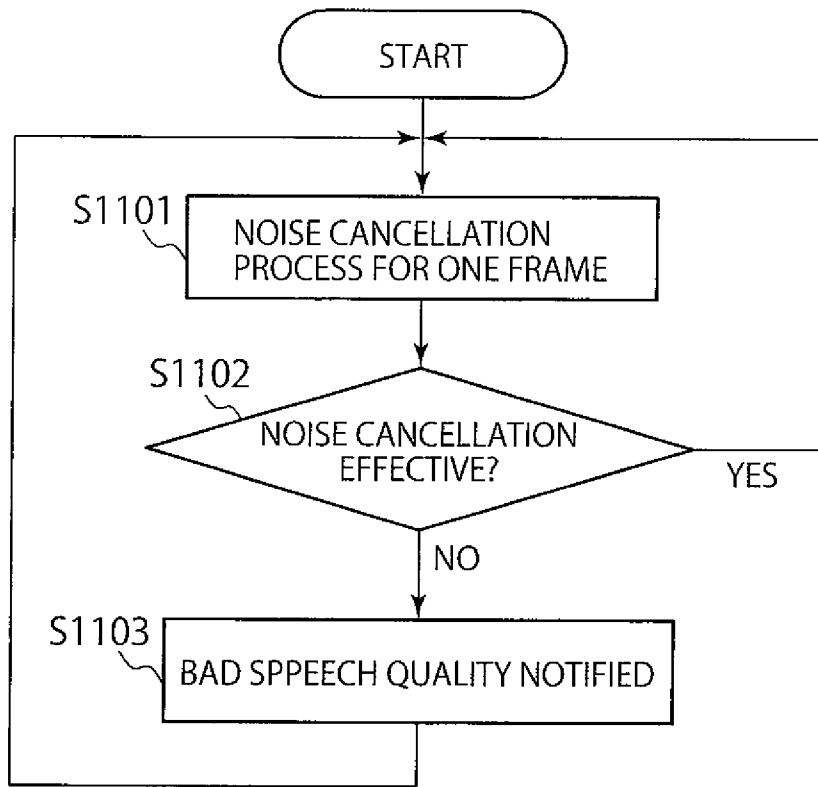 START
S1101
NOISE CANCELLATION
PROCESS FOR ONE FRAME
S1102
NOISE CANCELLATION
EFFECTIVE?
YES
NO
S1103
BAD SPPEECH QUALITY NOTIFIED